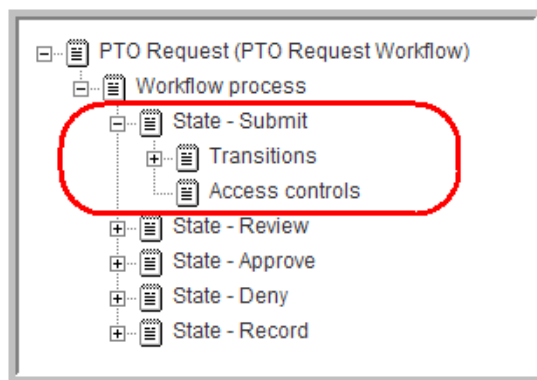 PTO Request (PTO Request Workflow)
Workflow process
State - Submit
Transitions
Access controls
State - Review
State - Approve
State - Deny
State - Record